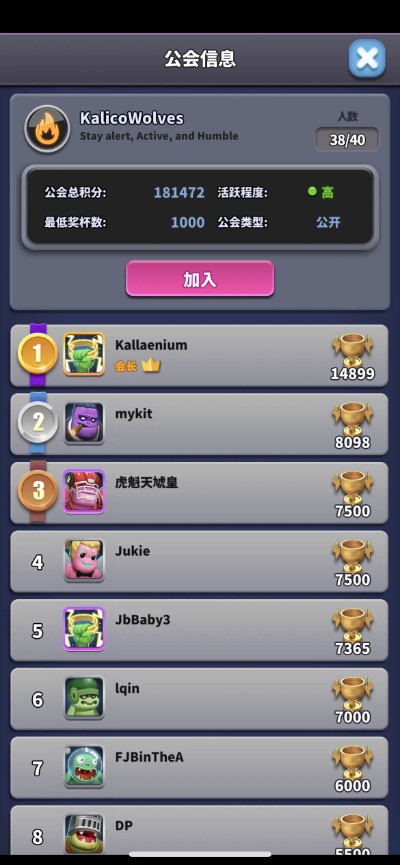 公会信息
KalicoWolves
Stay alert, Active, and Humble
人数
38/40
公会总积分: 181472 活跃程度: 高
最低奖杯数: 1000 公会类型: 公开
加入
1 Kallaenium
会长
14899
2 mykit
8098
3 虎魁天虓皇
7500
4 Jukie
7500
5 JbBaby3
7365
6 lqin
7000
7 FJBinTheA
6000
8 DP
5500